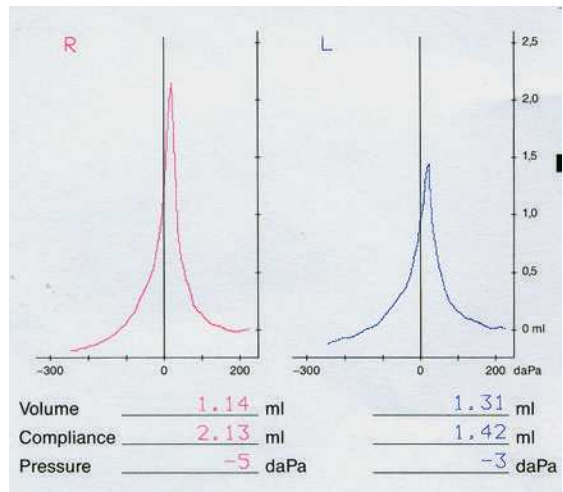 R L
2,5
2,0
1,5
1,0
0,5
0 ml
-300 0 200 -300 0 200 daPa
Volume 1.14 ml 1.31 ml
Compliance 2.13 ml 1.42 ml
Pressure -5 daPa -3 daPa